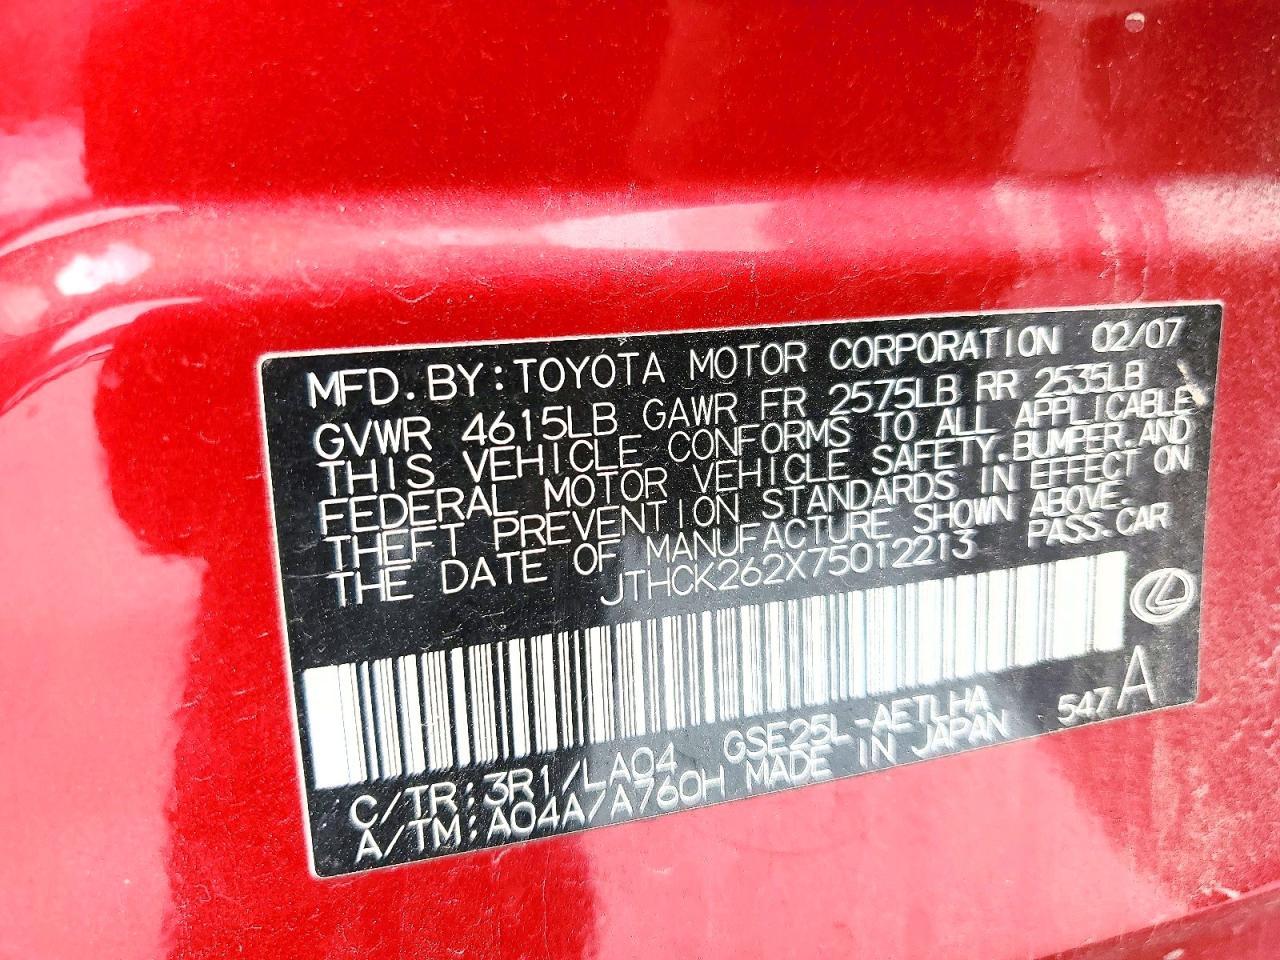 MFD. BY: TOYOTA MOTOR CORPORATION 02/07
GVWR 4615LB GAWR FR 2575LB RR 2535LB
THIS VEHICLE CONFORMS TO ALL APPLICABLE
FEDERAL MOTOR VEHICLE SAFETY, BUMPER, AND
THEFT PREVENTION STANDARDS IN EFFECT ON
THE DATE OF MANUFACTURE SHOWN ABOVE.
JTHCK262X75012213 PASS. CAR
C/TR: 3R1/LA04 GSE25L-AETLHA 547 A
A/TM: A04A/A760H MADE IN JAPAN